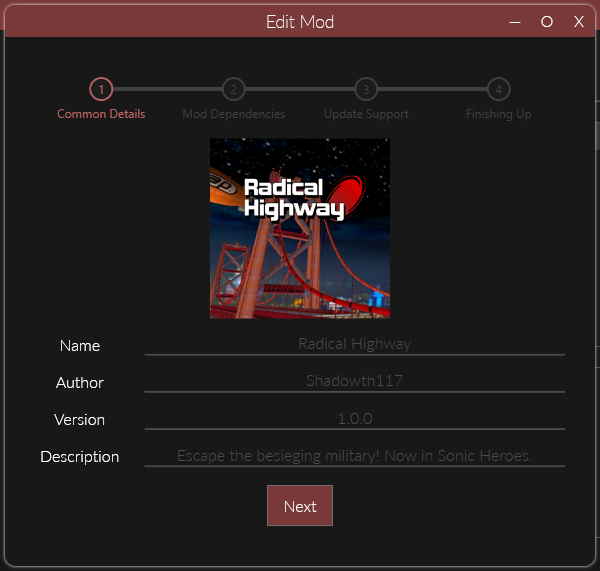 Edit Mod
1 2 3 4
Common Details Mod Dependencies Update Support Finishing Up
Radical
Highway
Name Radical Highway
Author Shadowth117
Version 1.0.0
Description Escape the besieging military! Now in Sonic Heroes.
Next